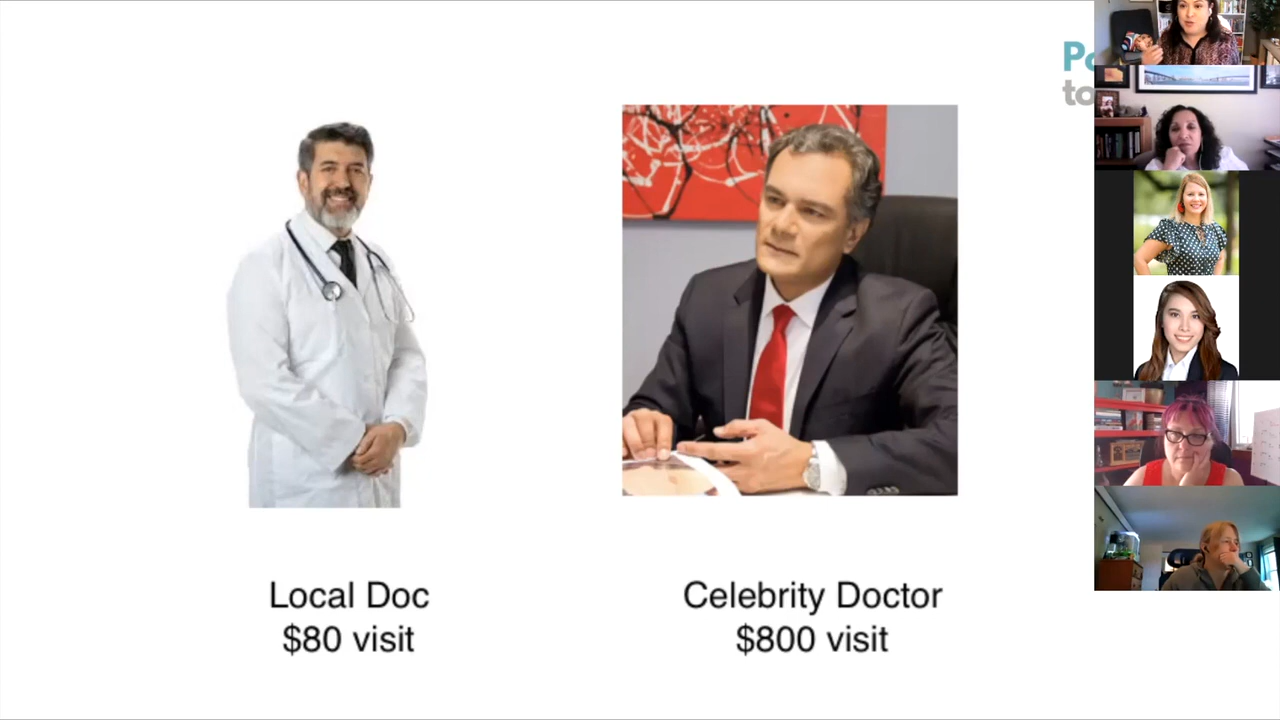 Local Doc
$80 visit
Celebrity Doctor
$800 visit